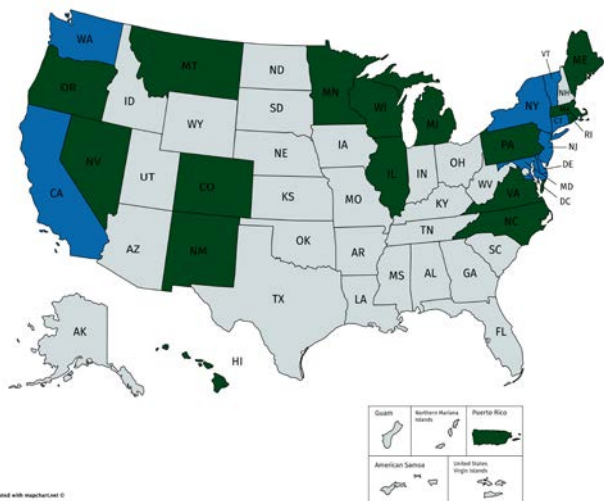 WA
MT
ND
MN
OR
ID
SD
WI
MI
WY
NV
UT
CA
CO
NE
IA
IL
IN
OH
PA
NY
VT
NH
ME
CT
RI
NJ
DE
MD
DC
WV
VA
KS
MO
KY
NC
TN
SC
AZ
NM
OK
AR
TX
LA
MS
AL
GA
FL
AK
HI
Guam
Northern Mariana
Islands
Puerto Rico
American Samoa
United States
Virgin Islands
ted with mapchart.net ©